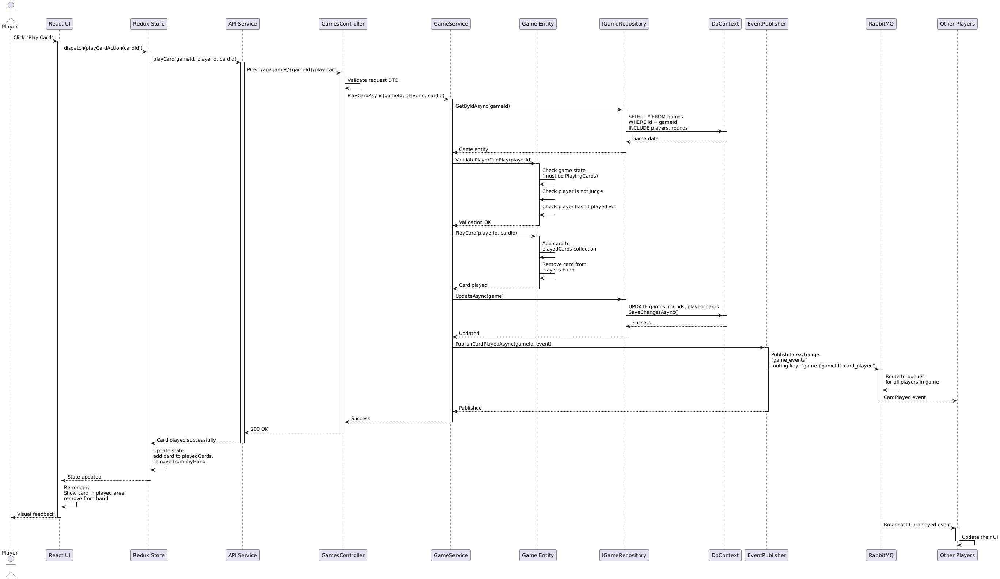 Player
React UI
Redux Store
API Service
GamesController
GameService
Game Entity
IGameRepository
DbContext
EventPublisher
RabbitMQ
Other Players
Click "Play Card"
dispatch(playCardAction(cardId))
playCard(gameId, playerId, cardId)
POST /api/games/{gameId}/play-card
Validate request DTO
PlayCardAsync(gameId, playerId, cardId)
GetByIdAsync(gameId)
SELECT * FROM games
WHERE id = gameId
INCLUDE players, rounds
Game data
Game entity
ValidatePlayerCanPlay(playerId)
Check game state
(must be PlayingCards)
Check player is not Judge
Check player hasn't played yet
Validation OK
PlayCard(playerId, cardId)
Add card to
playedCards collection
Remove card from
player's hand
Card played
UpdateAsync(game)
UPDATE games, rounds, played_cards
SaveChangesAsync()
Success
Updated
PublishCardPlayedAsync(gameId, event)
Publish to exchange:
"game_events"
routing key: "game.{gameId}.card_played"
Route to queues
for all players in game
CardPlayed event
Published
Success
200 OK
Card played successfully
Update state:
add card to playedCards,
remove from myHand
State updated
Re-render:
Show card in played area,
remove from hand
Visual feedback
Broadcast CardPlayed event
Update their UI
Player
React UI
Redux Store
API Service
GamesController
GameService
Game Entity
IGameRepository
DbContext
EventPublisher
RabbitMQ
Other Players